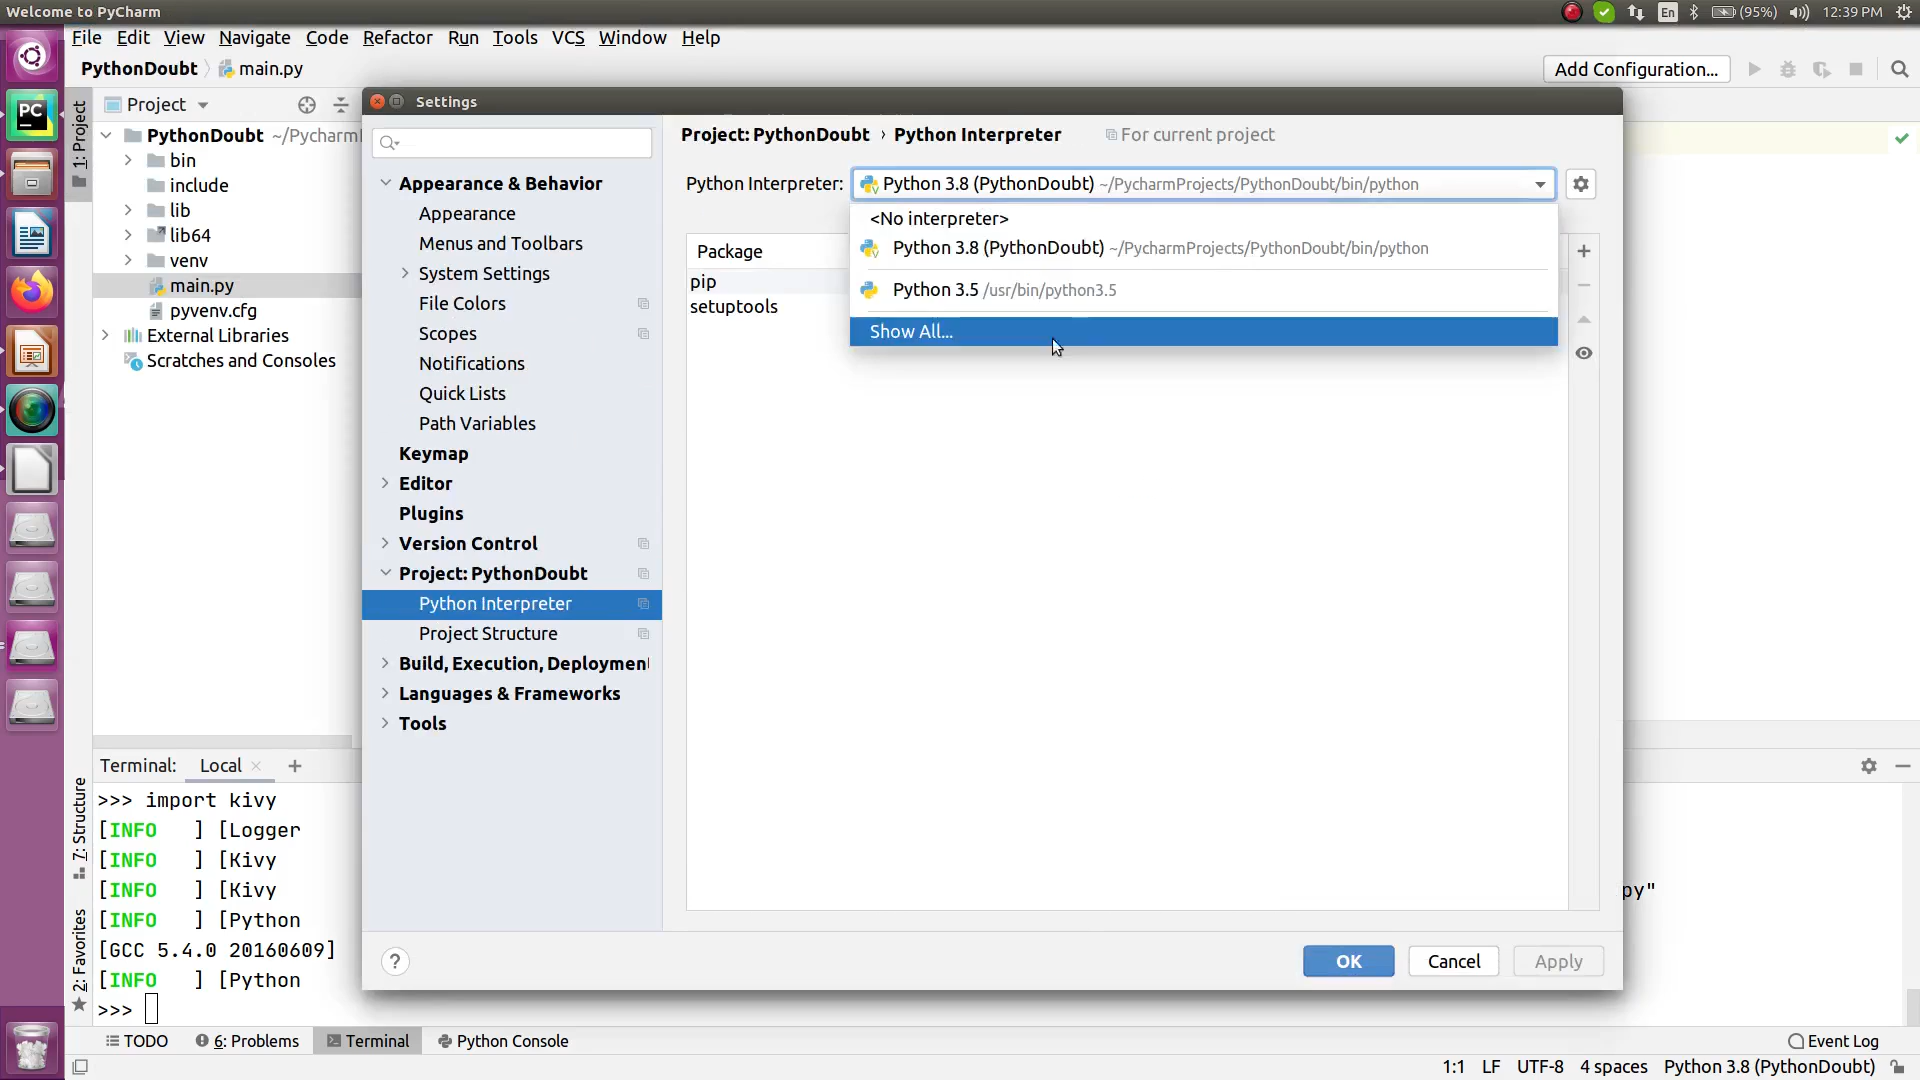 Welcome to PyCharm
En
(95%)
12:39 PM
File Edit View Navigate Code Refactor Run Tools VCS Window Help
PythonDoubt main.py
Add Configuration...
PC
1: Project
7: Structure
2: Favorites
Project
PythonDoubt ~/Pycharm
bin
include
lib
lib64
venv
main.py
pyvenv.cfg
External Libraries
Scratches and Consoles
Settings
Appearance & Behavior
Appearance
Menus and Toolbars
System Settings
File Colors
Scopes
Notifications
Quick Lists
Path Variables
Keymap
Editor
Plugins
Version Control
Project: PythonDoubt
Python Interpreter
Project Structure
Build, Execution, Deployment
Languages & Frameworks
Tools
Project: PythonDoubt › Python Interpreter For current project
Python Interpreter: Python 3.8 (PythonDoubt) ~/PycharmProjects/PythonDoubt/bin/python
<No interpreter>
Python 3.8 (PythonDoubt) ~/PycharmProjects/PythonDoubt/bin/python
Python 3.5 /usr/bin/python3.5
Show All...
Package
pip
setuptools
? OK Cancel Apply
Terminal: Local +
>>> import kivy
[INFO ] [Logger
[INFO ] [Kivy
[INFO ] [Kivy
py"
[INFO ] [Python
[GCC 5.4.0 20160609]
[INFO ] [Python
>>>
TODO 6: Problems Terminal Python Console Event Log
1:1 LF UTF-8 4 spaces Python 3.8 (PythonDoubt)